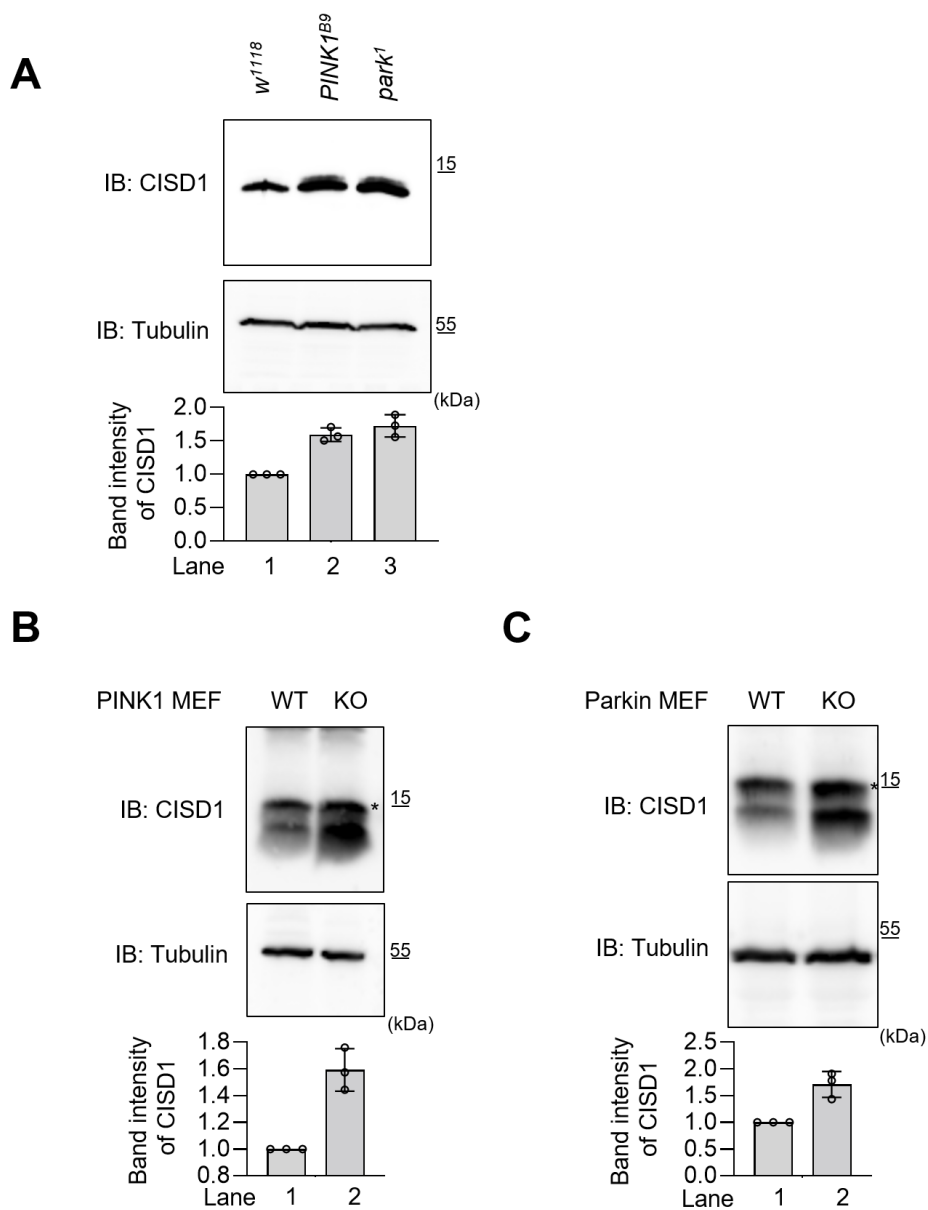 A
w1118
PINK1B9
park1
IB: CISD1
15
IB: Tubulin
55
(kDa)
Band intensity
of CISD1
2.0
1.5
1.0
0.5
0.0
Lane 1 2 3
B
PINK1 MEF WT KO
IB: CISD1
15
*
IB: Tubulin
55
(kDa)
Band intensity
of CISD1
1.8
1.6
1.4
1.2
1.0
0.8
Lane 1 2
C
Parkin MEF WT KO
IB: CISD1
15
*
IB: Tubulin
55
(kDa)
Band intensity
of CISD1
2.5
2.0
1.5
1.0
0.5
0.0
Lane 1 2